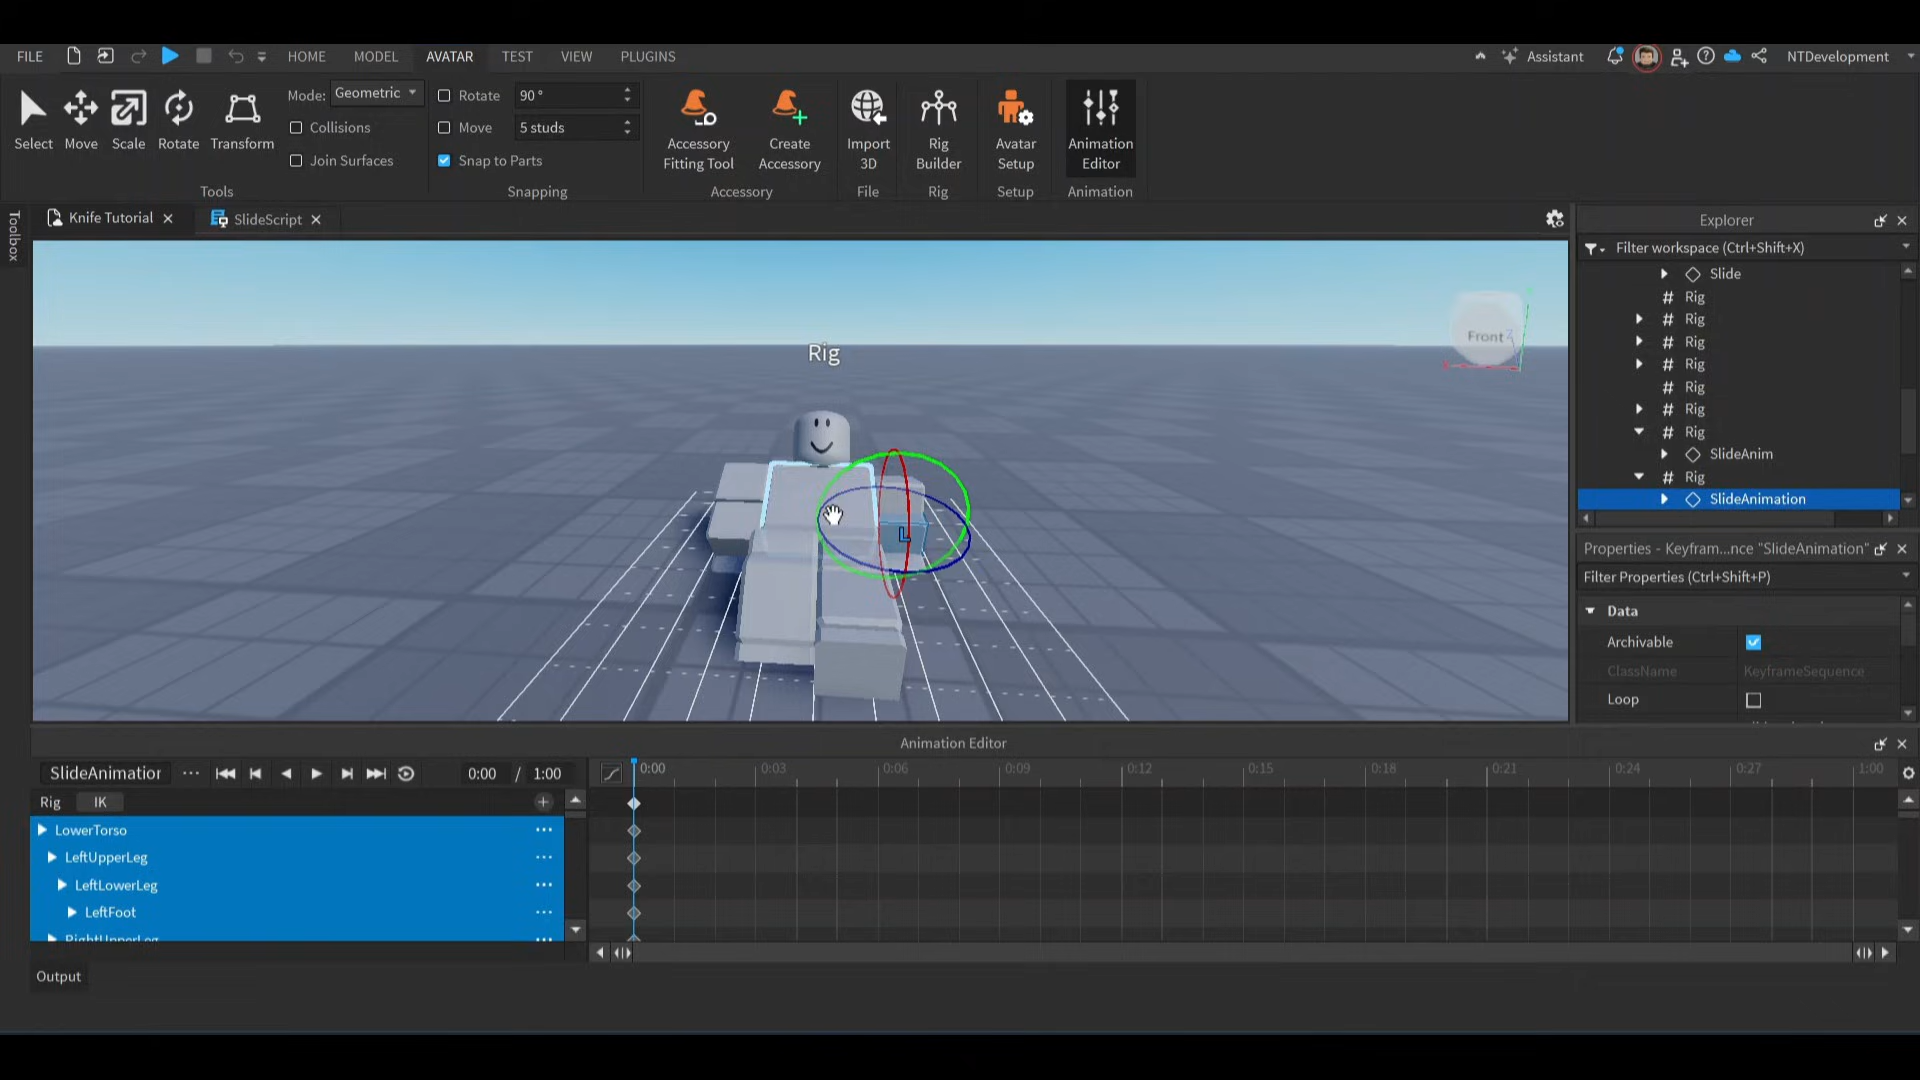 FILE
HOME
MODEL
AVATAR
TEST
VIEW
PLUGINS
Assistant
NTDevelopment
Select
Move
Scale
Rotate
Transform
Mode: Geometric
Collisions
Join Surfaces
Tools
Rotate 90 °
Move 5 studs
Snap to Parts
Snapping
Accessory
Fitting Tool
Create
Accessory
Accessory
Import
3D
File
Rig
Builder
Rig
Avatar
Setup
Setup
Animation
Editor
Animation
Toolbox
Knife Tutorial
SlideScript
Rig
Front
Z
L
Explorer
Filter workspace (Ctrl+Shift+X)
Slide
# Rig
# Rig
# Rig
# Rig
# Rig
# Rig
# Rig
SlideAnim
# Rig
SlideAnimation
Properties - Keyfram...nce "SlideAnimation"
Filter Properties (Ctrl+Shift+P)
Data
Archivable
ClassName KeyframeSequence
Loop
Animation Editor
SlideAnimation
0:00 / 1:00
0:00 0:03 0:06 0:09 0:12 0:15 0:18 0:21 0:24 0:27 1:00
Rig IK
LowerTorso
LeftUpperLeg
LeftLowerLeg
LeftFoot
RightUpperLeg
Output